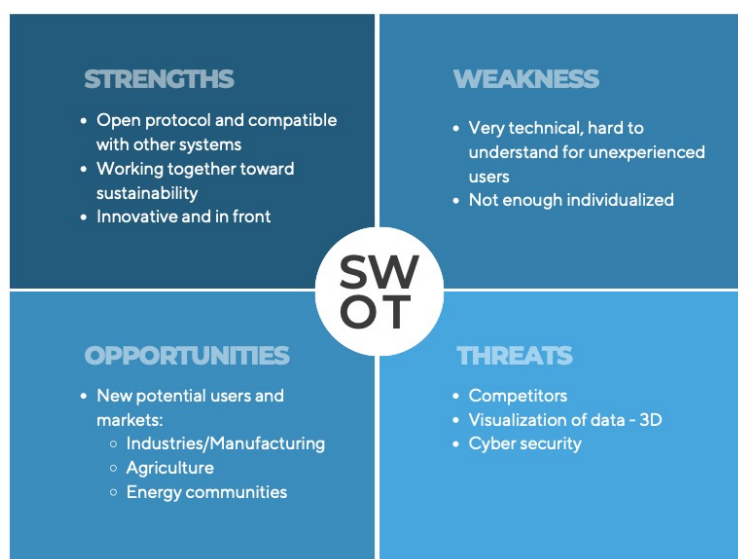 STRENGTHS
• Open protocol and compatible
with other systems
• Working together toward
sustainability
• Innovative and in front
WEAKNESS
• Very technical, hard to
understand for unexperienced
users
• Not enough individualized
SW
OT
OPPORTUNITIES
• New potential users and
markets:
◦ Industries/Manufacturing
◦ Agriculture
◦ Energy communities
THREATS
• Competitors
• Visualization of data - 3D
• Cyber security